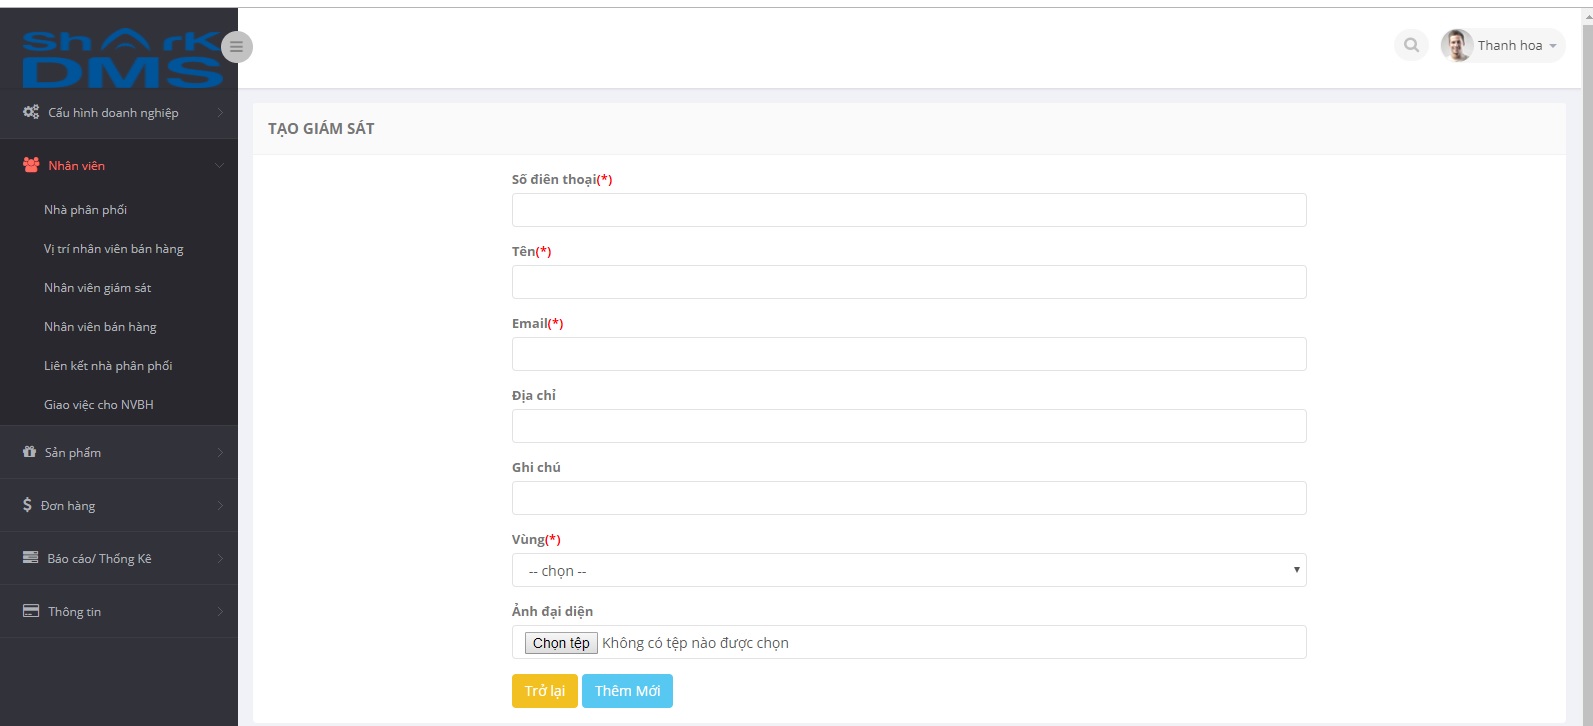 Shark
DMS
Thanh hoa
Cấu hình doanh nghiệp
Nhân viên
Nhà phân phối
Vị trí nhân viên bán hàng
Nhân viên giám sát
Nhân viên bán hàng
Liên kết nhà phân phối
Giao việc cho NVBH
Sản phẩm
Đơn hàng
Báo cáo/ Thống Kê
Thông tin
TẠO GIÁM SÁT
Số điên thoại(*)
Tên(*)
Email(*)
Địa chỉ
Ghi chú
Vùng(*)
-- chọn --
Ảnh đại diện
Chọn tệp Không có tệp nào được chọn
Trở lại Thêm Mới